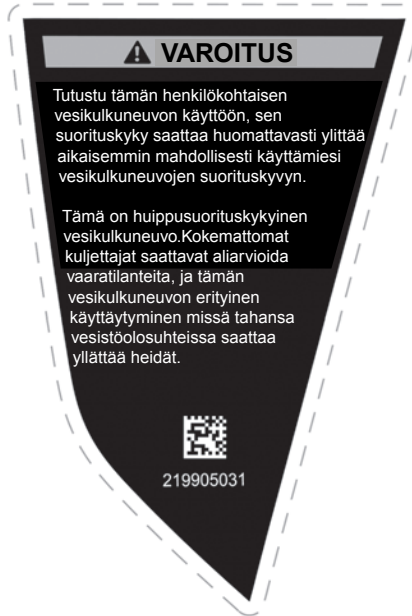 VAROITUS
Tutustu tämän henkilökohtaisen
vesikulkuneuvon käyttöön, sen
suorituskyky saattaa huomattavasti ylittää
aikaisemmin mahdollisesti käyttämiesi
vesikulkuneuvojen suorituskyvyn.
Tämä on huippusuorituskykyinen
vesikulkuneuvo.Kokemattomat
kuljettajat saattavat aliarvioida
vaaratilanteita, ja tämän
vesikulkuneuvon erityinen
käyttäytyminen missä tahansa
vesistöolosuhteissa saattaa
yllättää heidät.
219905031